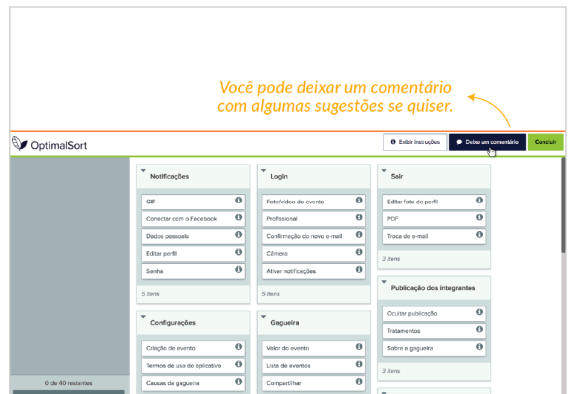 Você pode deixar um comentário
com algumas sugestões se quiser.
OptimalSort
Exibir instruções
Deixe um comentário
Concluir
Notificações
GIF
Conectar com o Facebook
Dados pessoais
Editar perfil
Senha
5 itens
Login
Foto/vídeo do evento
Profissional
Confirmação do novo e-mail
Câmera
Ativar notificações
5 itens
Sair
Editar foto do perfil
PDF
Troca de e-mail
3 itens
Configurações
Criação de evento
Termos de uso do aplicativo
Causas da gagueira
Gagueira
Valor do evento
Lista de eventos
Compartilhar
Publicação dos integrantes
Ocultar publicação
Tratamentos
Sobre a gagueira
3 itens
0 de 40 restantes